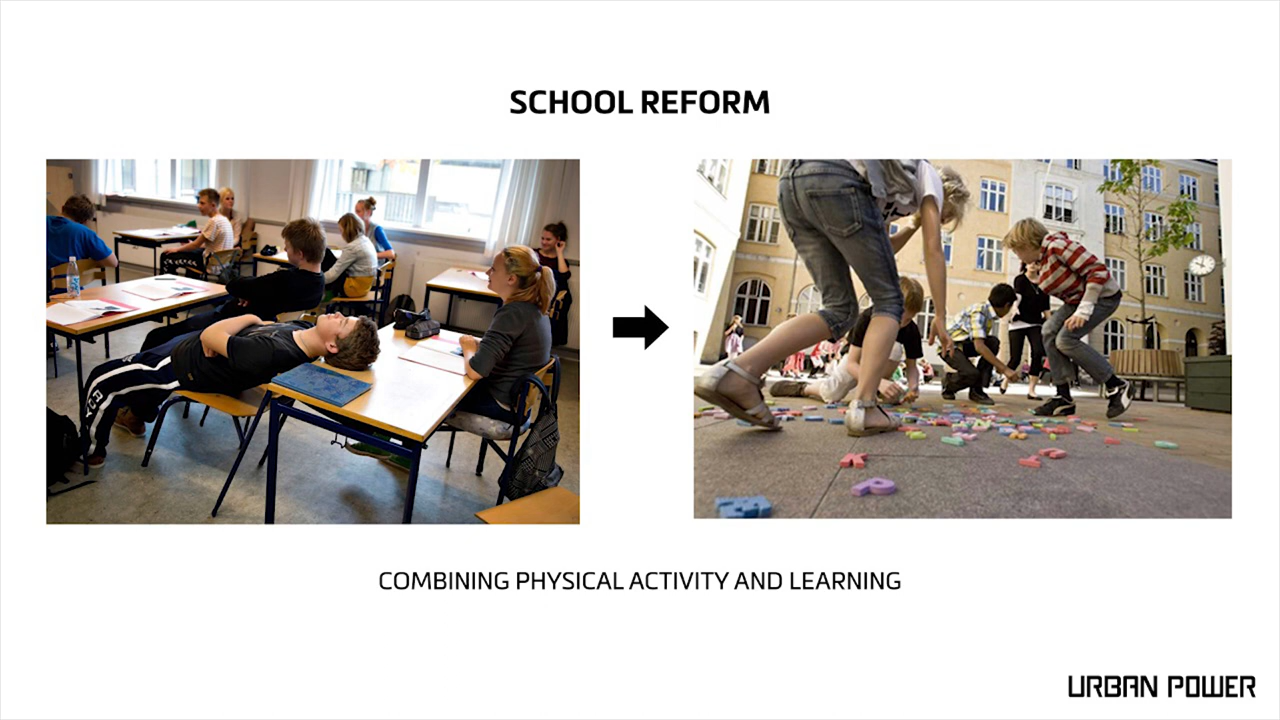 SCHOOL REFORM
COMBINING PHYSICAL ACTIVITY AND LEARNING
URBAN POWER